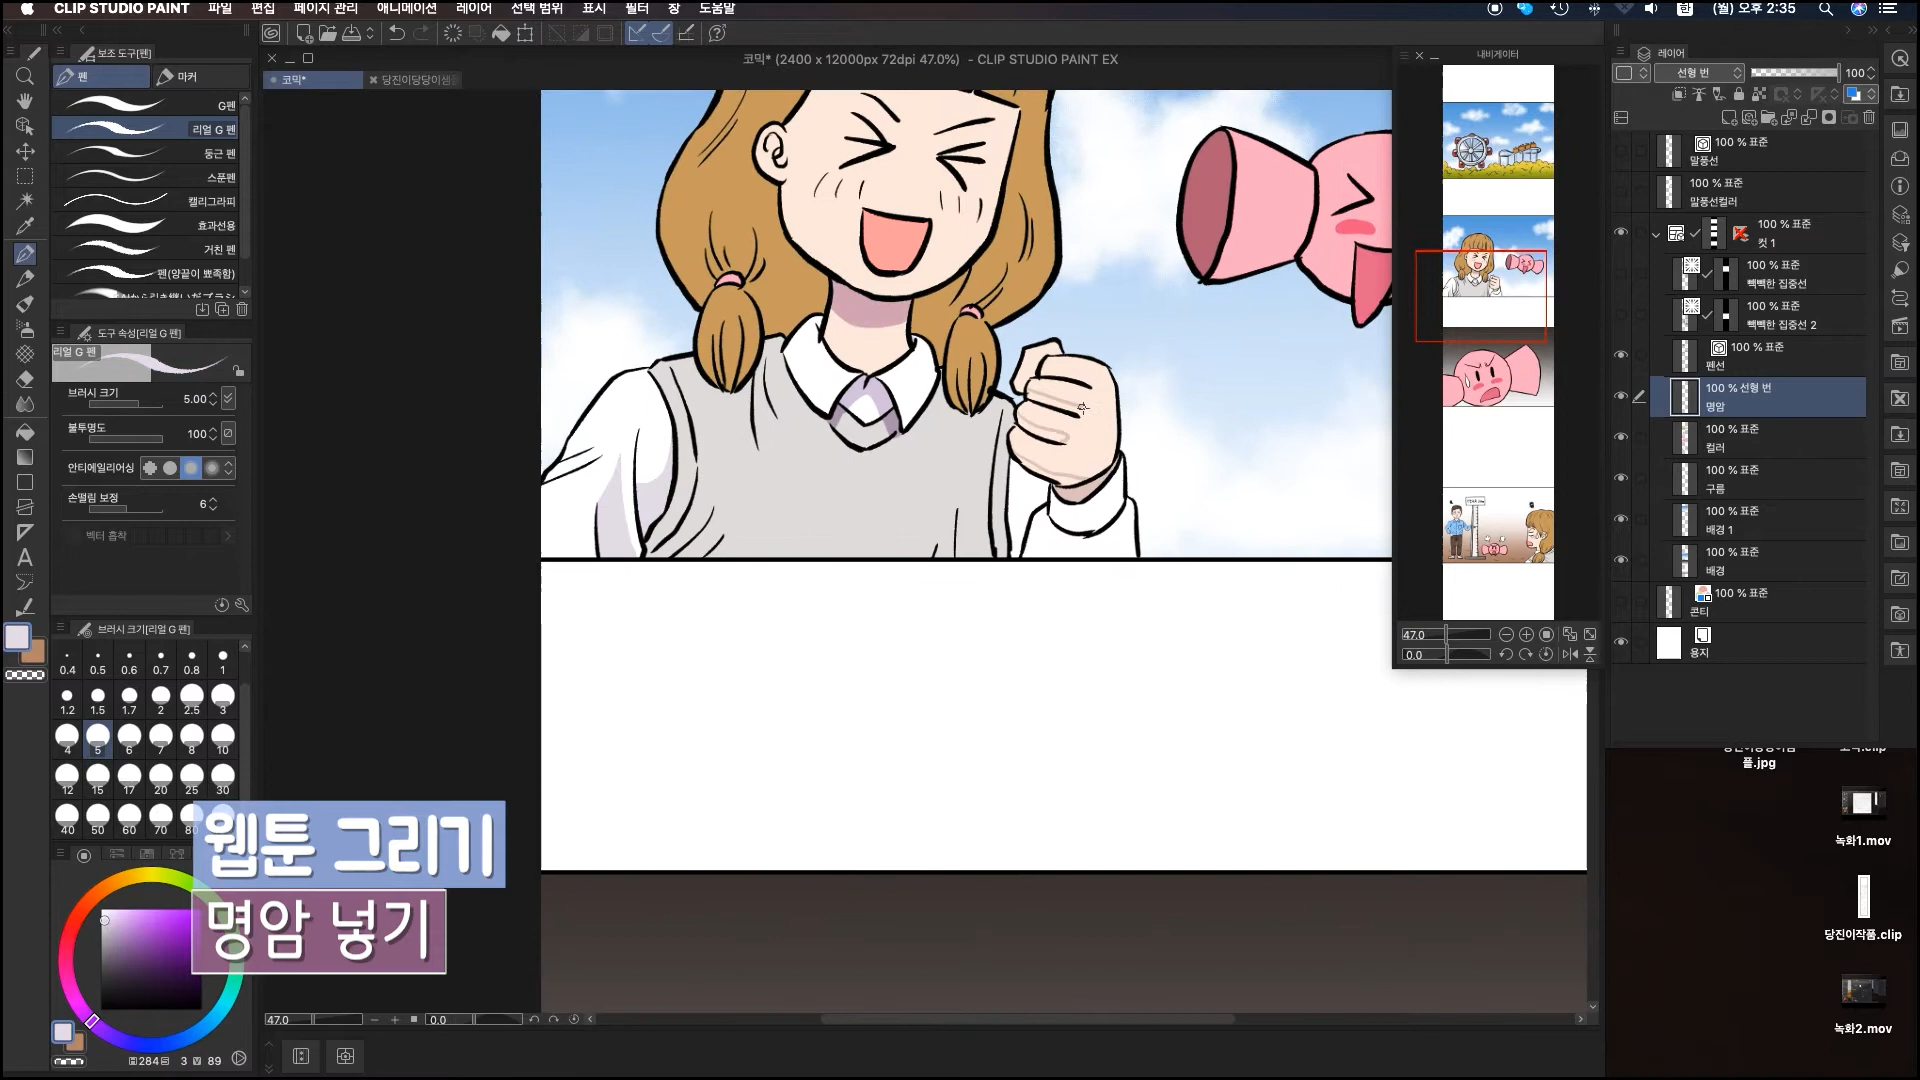 CLIP STUDIO PAINT 파일 편집 페이지 관리 애니메이션 레이어 선택 범위 표시 필터 창 도움말
한 (월) 오후 2:35
보조 도구[펜]
펜 마커
G펜
리얼 G 펜
둥근 펜
스푼펜
캘리그라피
효과선용
거친 펜
펜(양끝이 뾰족함)
도구 속성[리얼 G 펜]
리얼 G 펜
브러시 크기 5.00
불투명도 100
안티에일리어싱
손떨림 보정 6
벡터 흡착
브러시 크기[리얼 G 펜]
0.4 0.5 0.6 0.7 0.8 1
1.2 1.5 1.7 2 2.5 3
4 5 6 7 8 10
12 15 17 20 25 30
40 50 60 70 80
284 3 89
코믹* (2400 x 12000px 72dpi 47.0%) - CLIP STUDIO PAINT EX
코믹*
47.0 0.0
내비게이터
47.0
0.0
레이어
선형 번 100
100 % 표준
말풍선
100 % 표준
말풍선컬러
100 % 표준
컷 1
100 % 표준
빽빽한 집중선
100 % 표준
빽빽한 집중선 2
100 % 표준
펜선
100 % 선형 번
명암
100 % 표준
컬러
100 % 표준
구름
100 % 표준
배경 1
100 % 표준
배경
100 % 표준
콘티
용지
플.jpg
녹화1.mov
당진이작품.clip
녹화2.mov
웹툰 그리기
명암 넣기